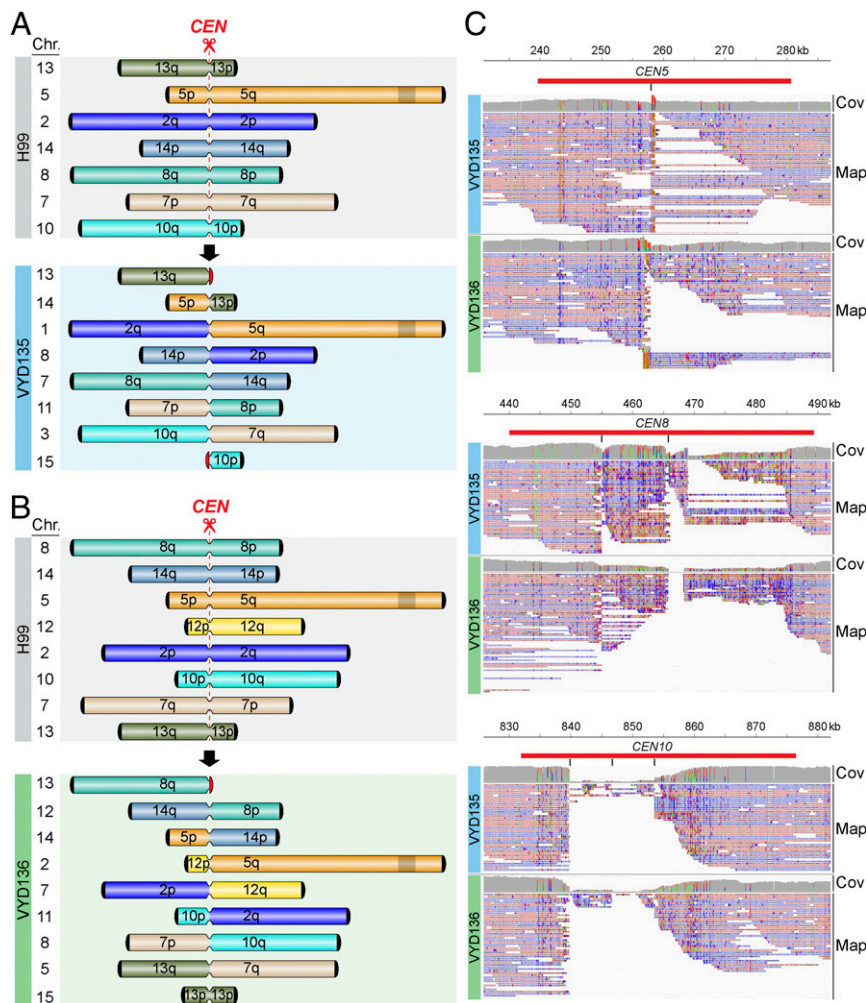 A
CEN
Chr.
H99
13 13q 13p
5 5p 5q
2 2q 2p
14 14p 14q
8 8q 8p
7 7p 7q
10 10q 10p
VYD135
13 13q
14 5p 13p
1 2q 5q
8 14p 2p
7 8q 14q
11 7p 8p
3 10q 7q
15 10p
B
CEN
Chr.
H99
8 8q 8p
14 14q 14p
5 5p 5q
12 12p 12q
2 2p 2q
10 10p 10q
7 7q 7p
13 13q 13p
VYD136
13 8q
12 14q 8p
14 5p 14p
2 12p 5q
7 2p 12q
11 10p 2q
8 7p 10q
5 13q 7q
15 13p 13p
C
240 250 260 270 280 kb
CEN5
VYD135
Cov
Map
VYD136
Cov
Map
440 450 460 470 480 490 kb
CEN8
VYD135
Cov
Map
VYD136
Cov
Map
830 840 850 860 870 880 kb
CEN10
VYD135
Cov
Map
VYD136
Cov
Map